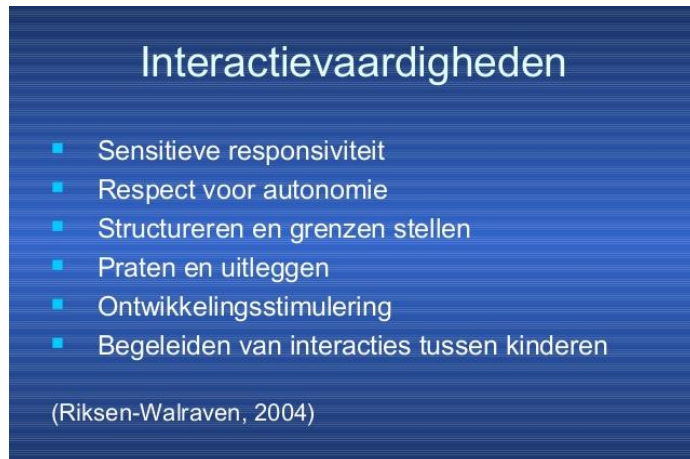 Interactievaardigheden
Sensitieve responsiviteit
Respect voor autonomie
Structureren en grenzen stellen
Praten en uitleggen
Ontwikkelingsstimulering
Begeleiden van interacties tussen kinderen
(Riksen-Walraven, 2004)